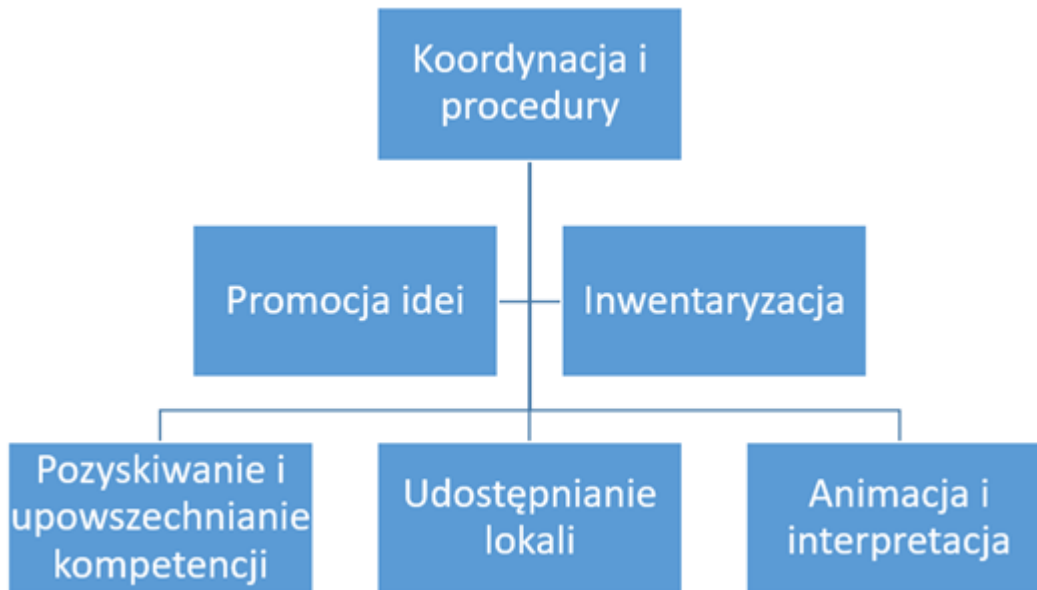 Koordynacja i
procedury
Promocja idei
Inwentaryzacja
Pozyskiwanie i
upowszechnianie
kompetencji
Udostępnianie
lokali
Animacja i
interpretacja